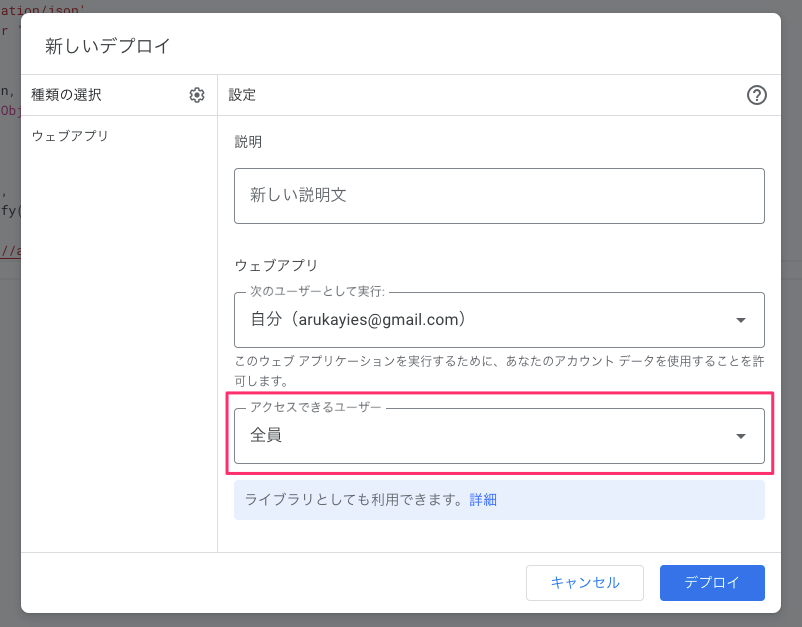 ation/json'
r '
新しいデプロイ
種類の選択
設定
n,
Obj
ウェブアプリ
説明
新しい説明文
,
fy(
//a
ウェブアプリ
次のユーザーとして実行:
自分（arukayies@gmail.com）
このウェブ アプリケーションを実行するために、あなたのアカウント データを使用することを許
可します。
アクセスできるユーザー
全員
ライブラリとしても利用できます。詳細
キャンセル
デプロイ